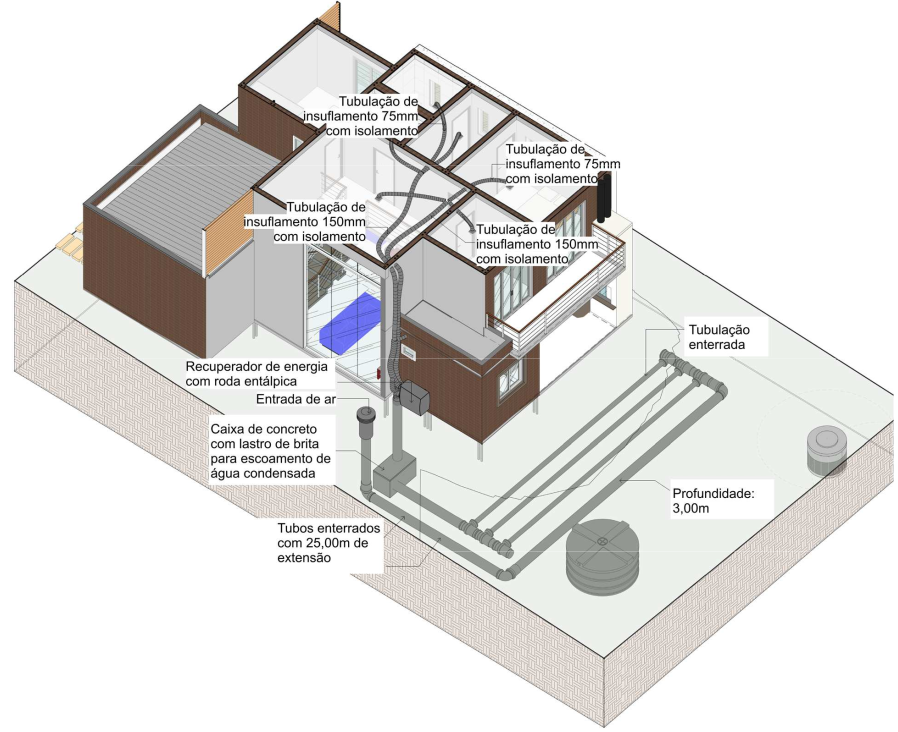 Tubulação de
insuflamento 75mm
com isolamento
Tubulação de
insuflamento 75mm
com isolamento
Tubulação de
insuflamento 150mm
com isolamento
Tubulação de
insuflamento 150mm
com isolamento
Tubulação
enterrada
Recuperador de energia
com roda entálpica
Entrada de ar
Caixa de concreto
com lastro de brita
para escoamento de
água condensada
Profundidade:
3,00m
Tubos enterrados
com 25,00m de
extensão